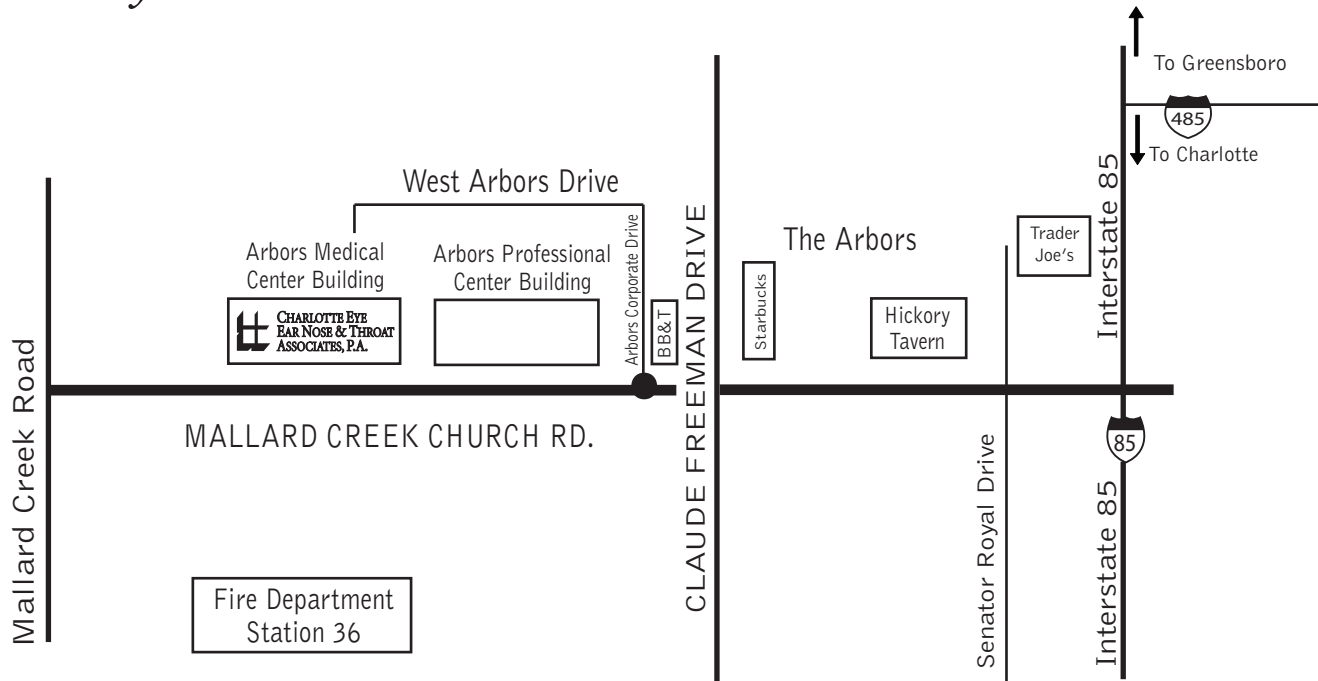 To Greensboro
485
To Charlotte
West Arbors Drive
Arbors Medical
Center Building
Arbors Professional
Center Building
Arbors Corporate Drive
The Arbors
Trader
Joe's
Interstate 85
CHARLOTTE EYE
EAR NOSE & THROAT
ASSOCIATES, P.A.
BB&T
CLAUDE FREEMAN DRIVE
Starbucks
Hickory
Tavern
Mallard Creek Road
MALLARD CREEK CHURCH RD.
85
Senator Royal Drive
Interstate 85
Fire Department
Station 36